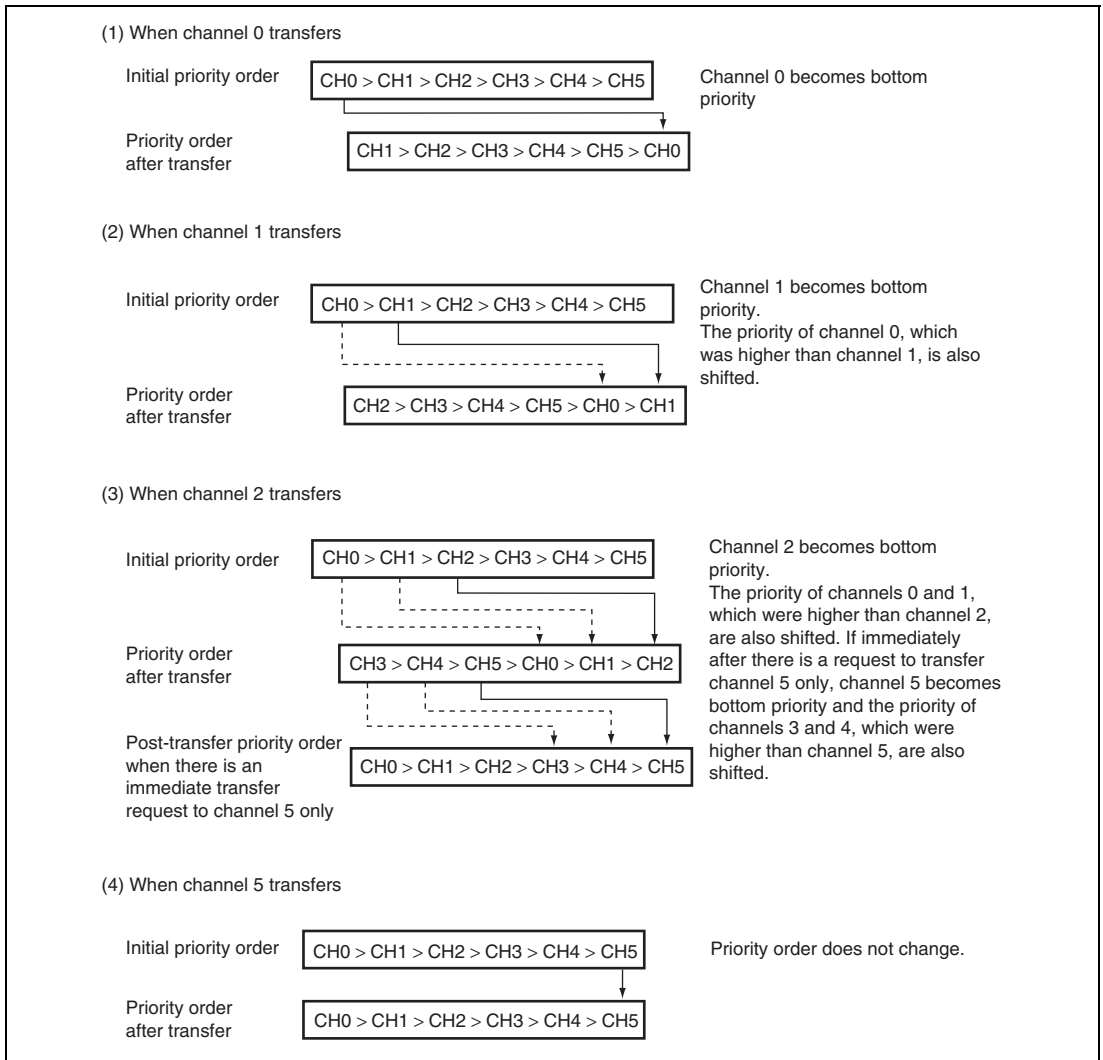 (1) When channel 0 transfers
Initial priority order
CH0 > CH1 > CH2 > CH3 > CH4 > CH5
Channel 0 becomes bottom
priority
Priority order
after transfer
CH1 > CH2 > CH3 > CH4 > CH5 > CH0
(2) When channel 1 transfers
Initial priority order
CH0 > CH1 > CH2 > CH3 > CH4 > CH5
Channel 1 becomes bottom
priority.
The priority of channel 0, which
was higher than channel 1, is also
shifted.
Priority order
after transfer
CH2 > CH3 > CH4 > CH5 > CH0 > CH1
(3) When channel 2 transfers
Initial priority order
CH0 > CH1 > CH2 > CH3 > CH4 > CH5
Channel 2 becomes bottom
priority.
The priority of channels 0 and 1,
which were higher than channel 2,
are also shifted. If immediately
after there is a request to transfer
channel 5 only, channel 5 becomes
bottom priority and the priority of
channels 3 and 4, which were
higher than channel 5, are also
shifted.
Priority order
after transfer
CH3 > CH4 > CH5 > CH0 > CH1 > CH2
Post-transfer priority order
when there is an
immediate transfer
request to channel 5 only
CH0 > CH1 > CH2 > CH3 > CH4 > CH5
(4) When channel 5 transfers
Initial priority order
CH0 > CH1 > CH2 > CH3 > CH4 > CH5
Priority order does not change.
Priority order
after transfer
CH0 > CH1 > CH2 > CH3 > CH4 > CH5